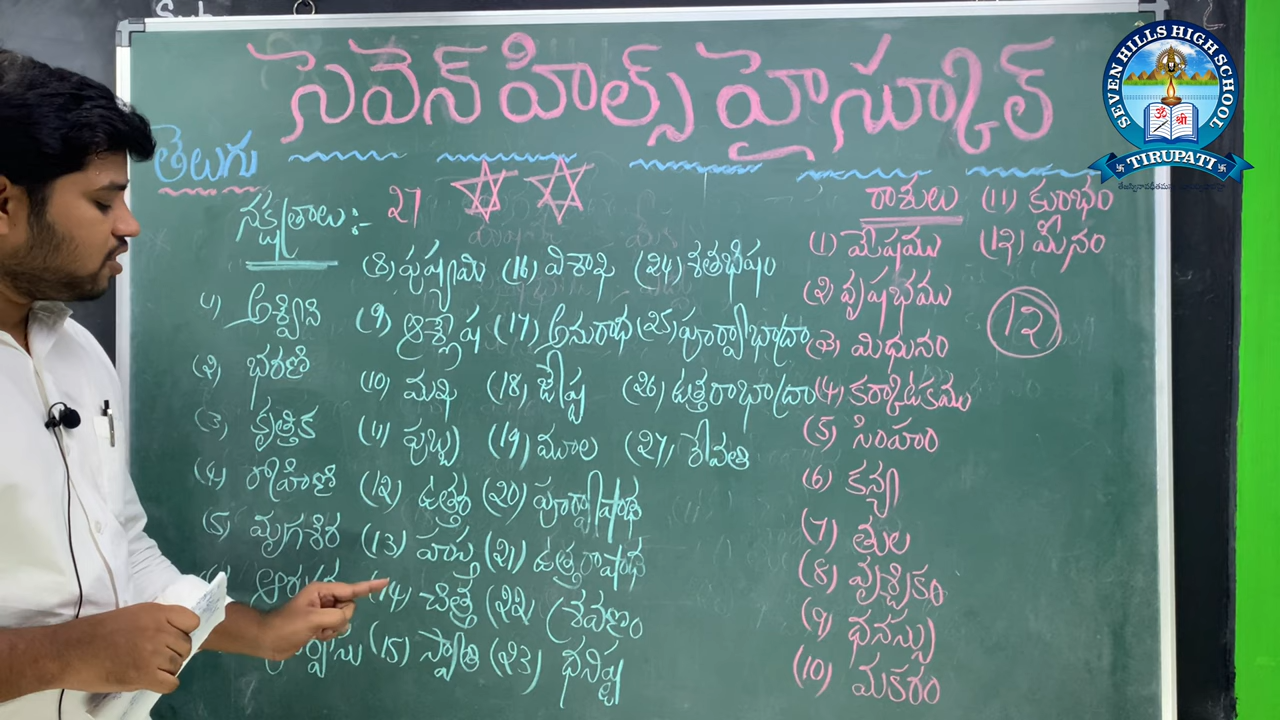 సెవెన్ హిల్స్ హైస్కూల్
తెలుగు
నక్షత్రాలు :- 27
1) అశ్విని
(2) భరణి
(3) కృత్తిక
(4) రోహిణి
(5) మృగశిర
(8) పుష్యమి
(9) ఆశ్లేష
(10) మఖ
(11) పుబ్బ
(12) ఉత్తర
(13) హస్త
(14) చిత్త
(15) స్వాతి
(16) విశాఖ
(17) అనురాధ
(18) జేష్ట
(19) మూల
(20) పూర్వాషాఢ
(21) ఉత్తరాషాఢ
(22) శ్రవణం
(23) ధనిష్ట
(24) శతభిషం
(25) పూర్వాభాద్రా
(26) ఉత్తరాభాద్రా
(27) రేవతి
రాశులు
(1) మేషము
(2) వృషభము
(3) మిధునం
(4) కర్కాటకము
(5) సింహం
(6) కన్యా
(7) తుల
(8) వృశ్చికం
(9) ధనస్సు
(10) మకరం
(11) కుంభం
(12) మీనం
12
SEVEN HILLS HIGH SCHOOL
ॐ श्री
TIRUPATI